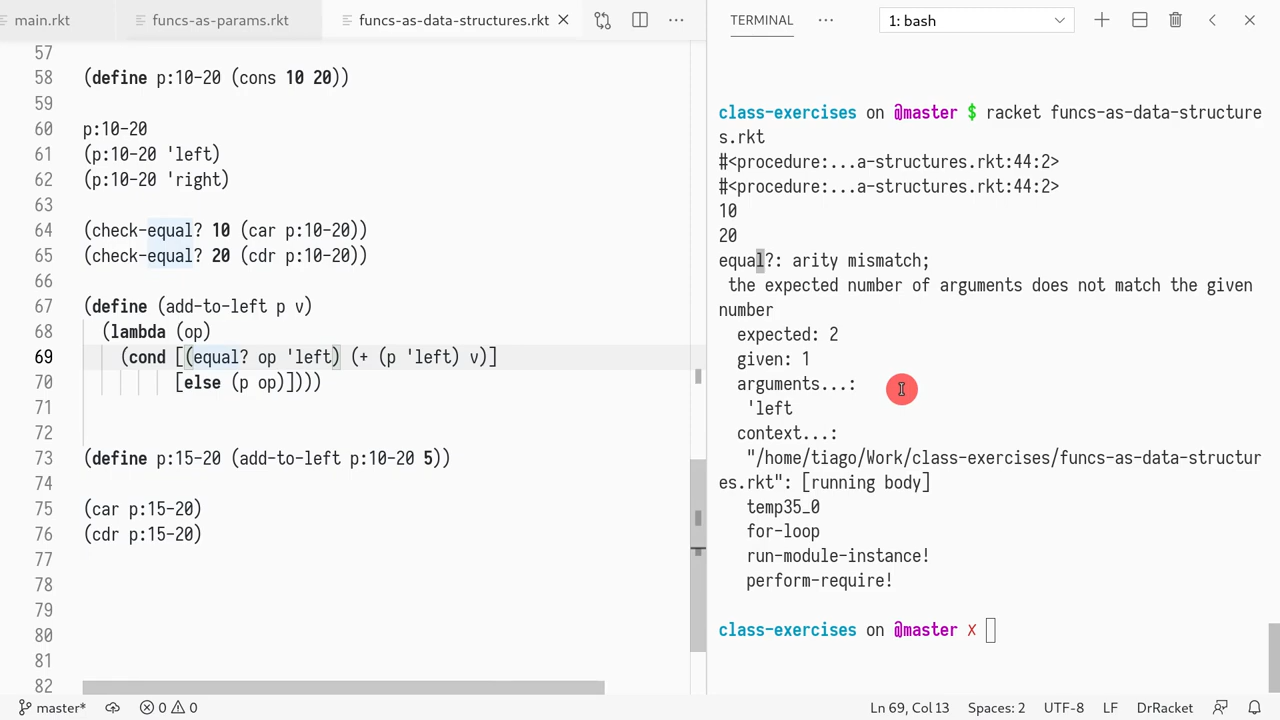 main.rkt
funcs-as-params.rkt
funcs-as-data-structures.rkt
TERMINAL
1: bash
57
58 (define p:10-20 (cons 10 20))
59
60 p:10-20
61 (p:10-20 'left)
62 (p:10-20 'right)
63
64 (check-equal? 10 (car p:10-20))
65 (check-equal? 20 (cdr p:10-20))
66
67 (define (add-to-left p v)
68 (lambda (op)
69 (cond [(equal? op 'left) (+ (p 'left) v)]
70 [else (p op)])))
71
72
73 (define p:15-20 (add-to-left p:10-20 5))
74
75 (car p:15-20)
76 (cdr p:15-20)
77
78
79
80
81
82
class-exercises on @master $ racket funcs-as-data-structure
s.rkt
#<procedure:...a-structures.rkt:44:2>
#<procedure:...a-structures.rkt:44:2>
10
20
equal?: arity mismatch;
the expected number of arguments does not match the given
number
expected: 2
given: 1
arguments...:
'left
context...:
"/home/tiago/Work/class-exercises/funcs-as-data-structur
es.rkt": [running body]
temp35_0
for-loop
run-module-instance!
perform-require!
class-exercises on @master ✗
master* 0 0 Ln 69, Col 13 Spaces: 2 UTF-8 LF DrRacket